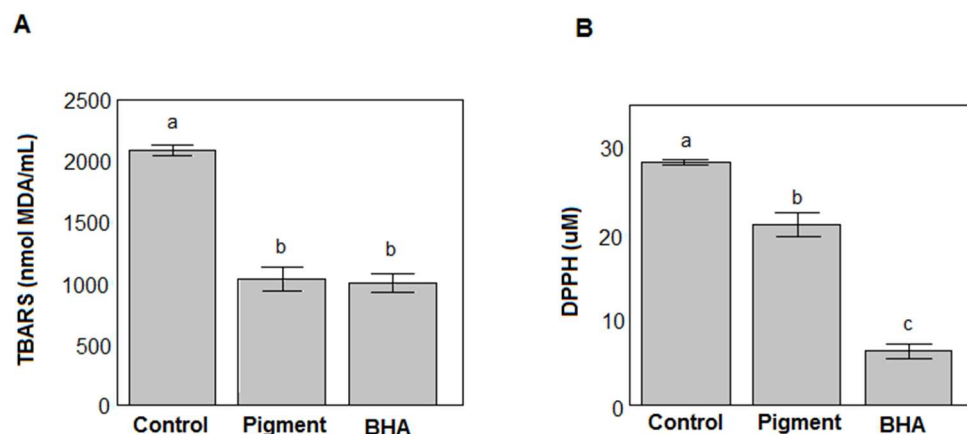 A
TBARS (nmol MDA/mL)
2500
2000
1500
1000
500
0
a
b
b
Control Pigment BHA
B
DPPH (uM)
30
20
10
0
a
b
c
Control Pigment BHA